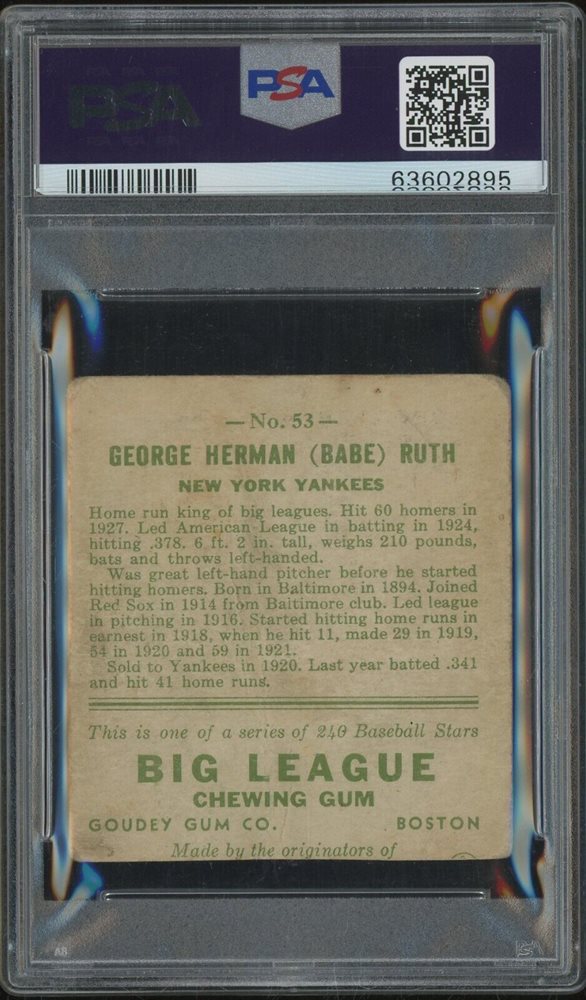 PSA
PSA
63602895
— No. 53 —
GEORGE HERMAN (BABE) RUTH
NEW YORK YANKEES
Home run king of big leagues. Hit 60 homers in
1927. Led American League in batting in 1924,
hitting .378. 6 ft. 2 in. tall, weighs 210 pounds,
bats and throws left-handed.
Was great left-hand pitcher before he started
hitting homers. Born in Baltimore in 1894. Joined
Red Sox in 1914 from Baltimore club. Led league
in pitching in 1916. Started hitting home runs in
earnest in 1918, when he hit 11, made 29 in 1919,
54 in 1920 and 59 in 1921.
Sold to Yankees in 1920. Last year batted .341
and hit 41 home runs.
This is one of a series of 240 Baseball Stars
BIG LEAGUE
CHEWING GUM
GOUDEY GUM CO. BOSTON
Made by the originators of